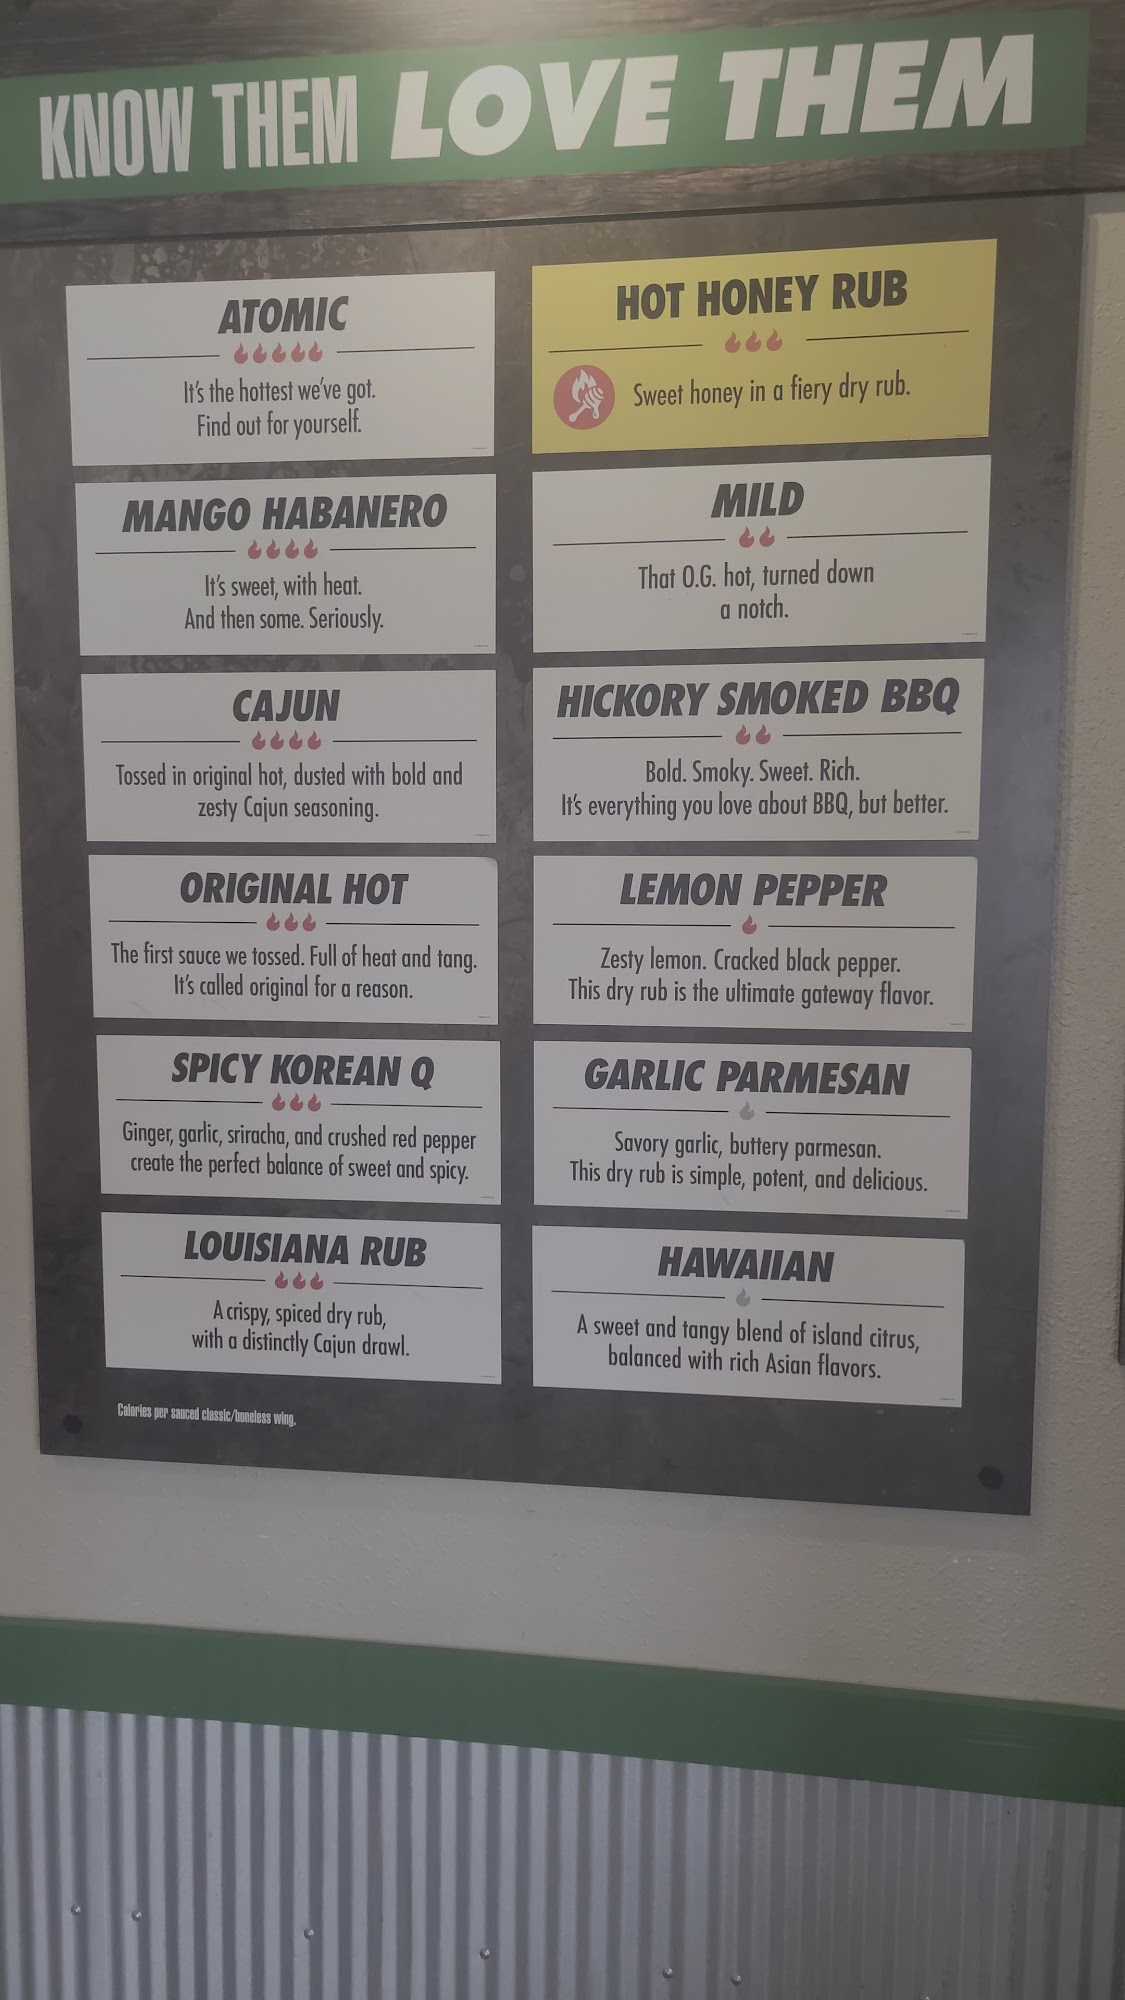 KNOW THEM LOVE THEM
ATOMIC
It's the hottest we've got.
Find out for yourself.
MANGO HABANERO
It's sweet, with heat.
And then some. Seriously.
CAJUN
Tossed in original hot, dusted with bold and
zesty Cajun seasoning.
ORIGINAL HOT
The first sauce we tossed. Full of heat and tang.
It's called original for a reason.
SPICY KOREAN Q
Ginger, garlic, sriracha, and crushed red pepper
create the perfect balance of sweet and spicy.
LOUISIANA RUB
A crispy, spiced dry rub,
with a distinctly Cajun drawl.
Calories per sauced classic/boneless wing.
HOT HONEY RUB
Sweet honey in a fiery dry rub.
MILD
That O.G. hot, turned down
a notch.
HICKORY SMOKED BBQ
Bold. Smoky. Sweet. Rich.
It's everything you love about BBQ, but better.
LEMON PEPPER
Zesty lemon. Cracked black pepper.
This dry rub is the ultimate gateway flavor.
GARLIC PARMESAN
Savory garlic, buttery parmesan.
This dry rub is simple, potent, and delicious.
HAWAIIAN
A sweet and tangy blend of island citrus,
balanced with rich Asian flavors.